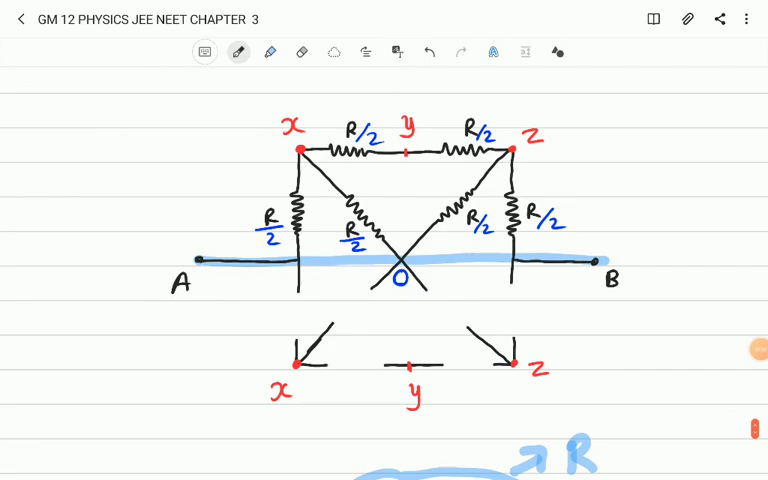 GM 12 PHYSICS JEE NEET CHAPTER 3
x R/2 y R/2 z
R/2 R/2 R/2 R/2
A O B
x y z
R